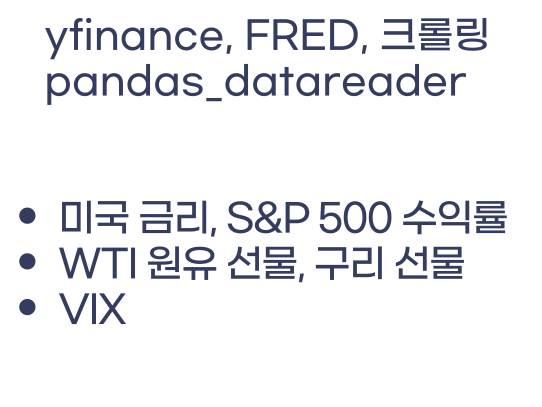 yfinance, FRED, 크롤링
pandas_datareader
• 미국 금리, S&P 500 수익률
• WTI 원유 선물, 구리 선물
• VIX